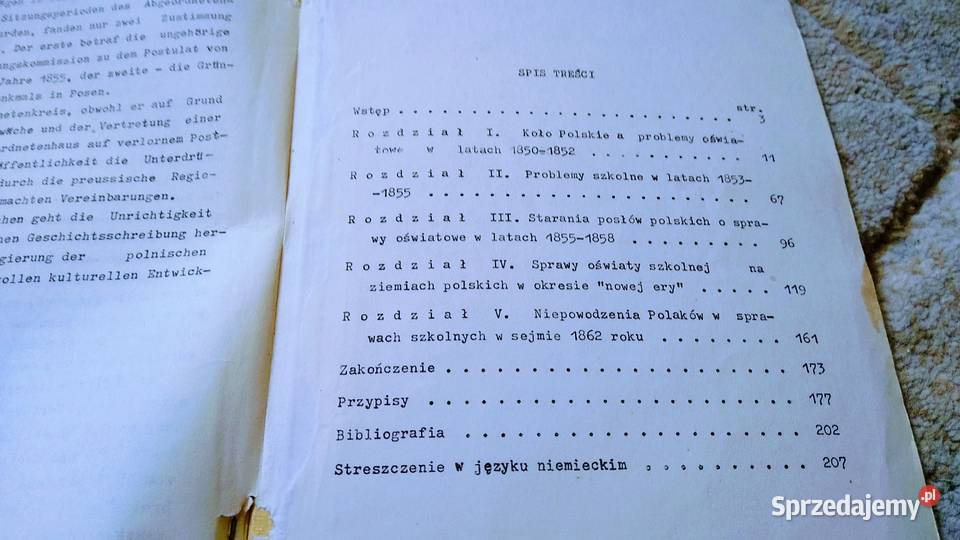 Sitzungsperioden des Abgeordneten
rden, fanden nur zwei Zustimmung
. Der erste betraf die ungehörige
ngskommission zu dem Postulat von
Jahre 1855, der zweite - die Grün-
nkmals in Posen.
netenkreis, obwohl er auf Grund
wäche und der Vertretung einer
rdnetenhaus auf verlornem Post-
öffentlichkeit die Unterdrü-
durch die preussische Regie-
machten Vereinbarungen.
chen geht die Unrichtigkeit
hen Geschichtsschreibung her-
gierung der polnischen
vollen kulturellen Entwick-
SPIS TREŚCI
str.
Wstęp . . . . . . . . . . . . . . . . . . . . 3
R o z d z i a ł I. Koło Polskie a problemy oświa-
towe w latach 1850-1852 . . . . . . . . . . . 11
R o z d z i a ł II. Problemy szkolne w latach 1853-
-1855 . . . . . . . . . . . . . . . . . . . . 67
R o z d z i a ł III. Starania posłów polskich o spra-
wy oświatowe w latach 1855-1858 . . . . . . . . 96
R o z d z i a ł IV. Sprawy oświaty szkolnej na
ziemiach polskich w okresie "nowej ery" . . . . . 119
R o z d z i a ł V. Niepowodzenia Polaków w spra-
wach szkolnych w sejmie 1862 roku . . . . . . . . 161
Zakończenie . . . . . . . . . . . . . . . . . . 173
Przypisy . . . . . . . . . . . . . . . . . . . 177
Bibliografia . . . . . . . . . . . . . . . . . 202
Streszczenie w języku niemieckim . . . . . . . . . 207
Sprzedajemy.pl